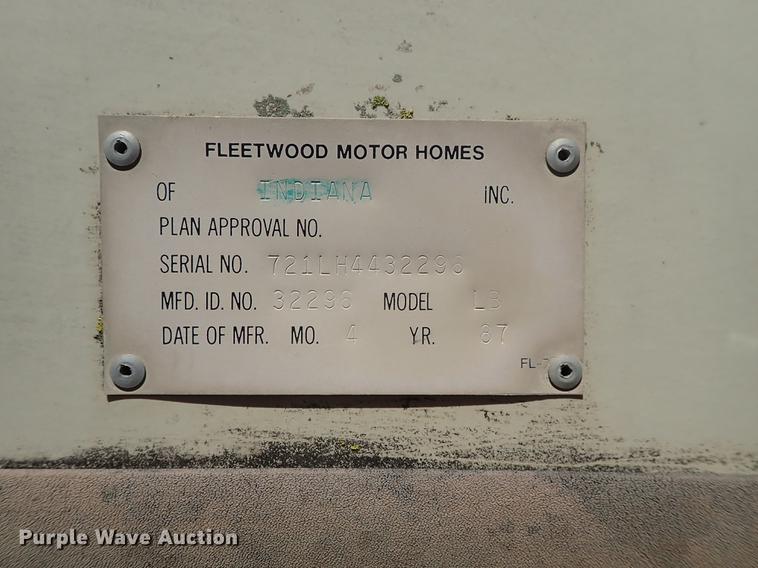 FLEETWOOD MOTOR HOMES
OF INDIANA INC.
PLAN APPROVAL NO.
SERIAL NO. 721LH4432296
MFD. ID. NO. 32296 MODEL L3
DATE OF MFR. MO. 4 YR. 87
Purple Wave Auction